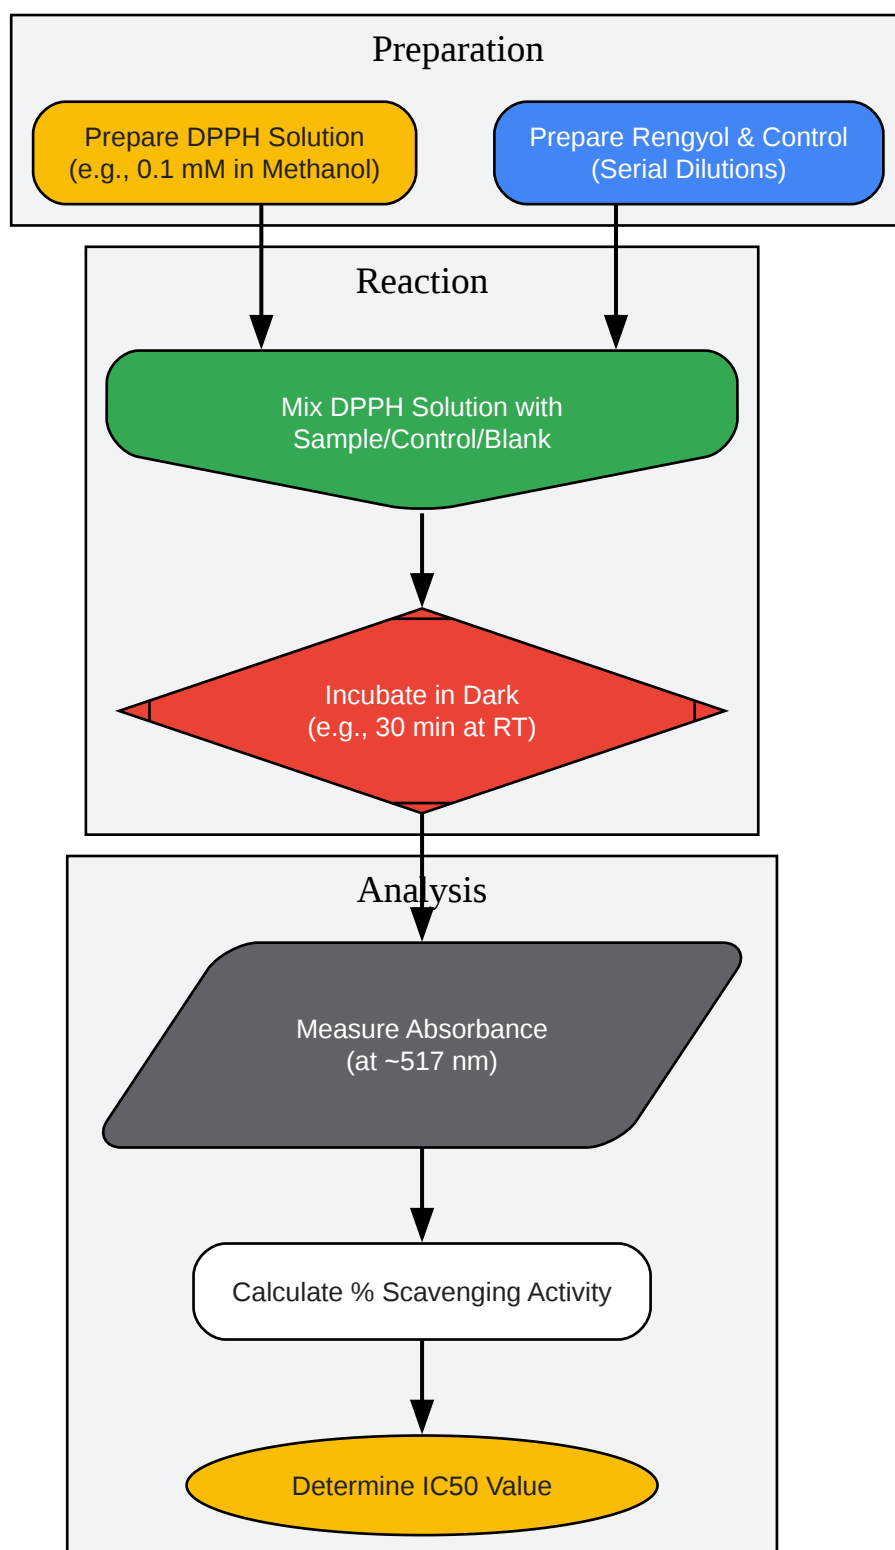 Preparation
Prepare DPPH Solution
(e.g., 0.1 mM in Methanol)
Prepare Rengyol & Control
(Serial Dilutions)
Reaction
Mix DPPH Solution with
Sample/Control/Blank
Incubate in Dark
(e.g., 30 min at RT)
Analysis
Measure Absorbance
(at ~517 nm)
Calculate % Scavenging Activity
Determine IC50 Value